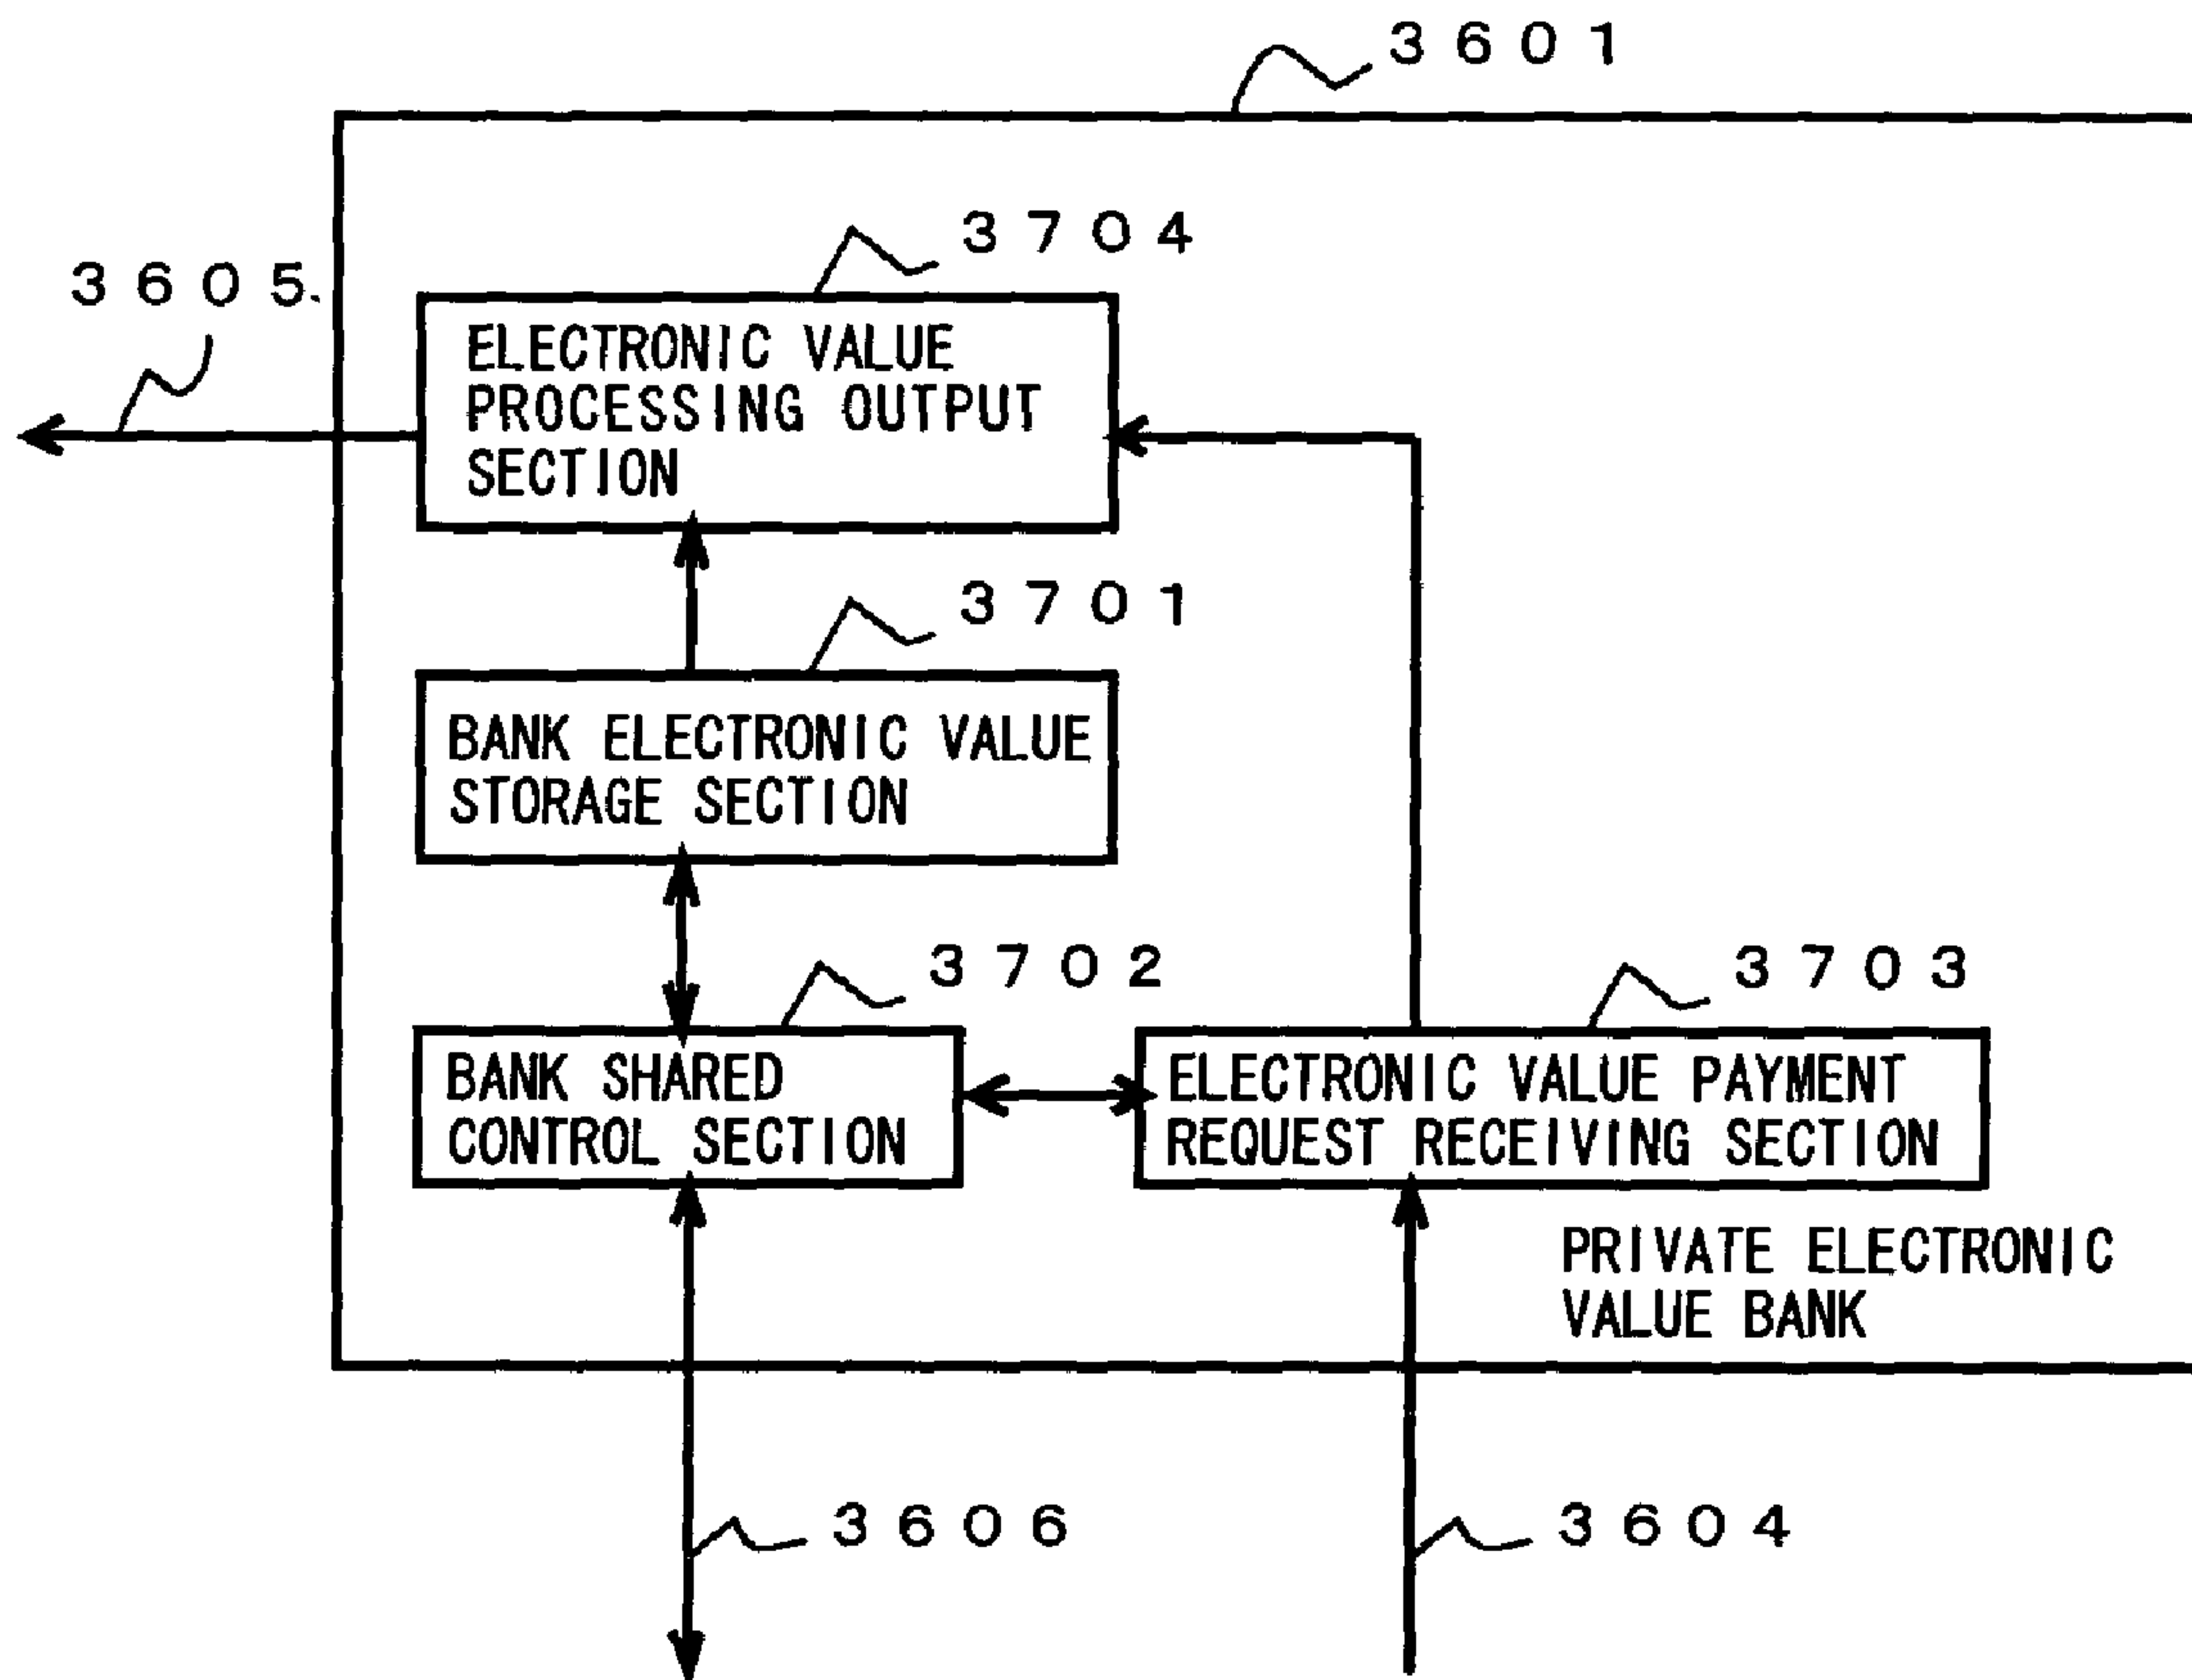 3601
3704
3605.
ELECTRONIC VALUE
PROCESSING OUTPUT
SECTION
3701
BANK ELECTRONIC VALUE
STORAGE SECTION
3702
3703
BANK SHARED
CONTROL SECTION
ELECTRONIC VALUE PAYMENT
REQUEST RECEIVING SECTION
PRIVATE ELECTRONIC
VALUE BANK
3606
3604